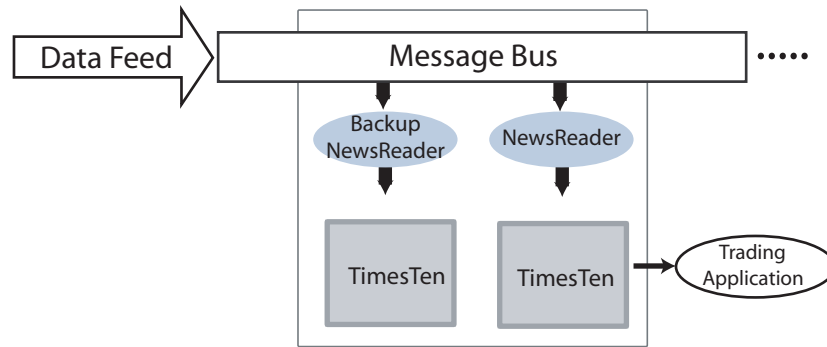 Data Feed
Message Bus
.....
Backup
NewsReader
NewsReader
TimesTen
TimesTen
Trading
Application